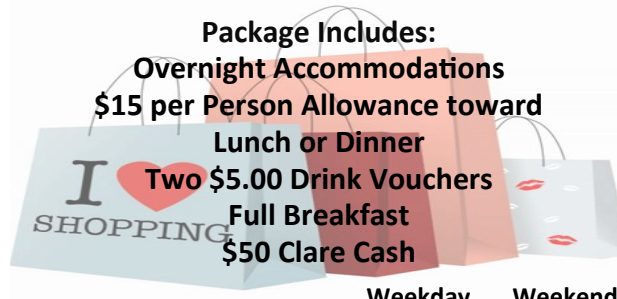 Package Includes:
Overnight Accommodations
$15 per Person Allowance toward
Lunch or Dinner
Two $5.00 Drink Vouchers
Full Breakfast
$50 Clare Cash
I
SHOPPING
Weekday Weekend